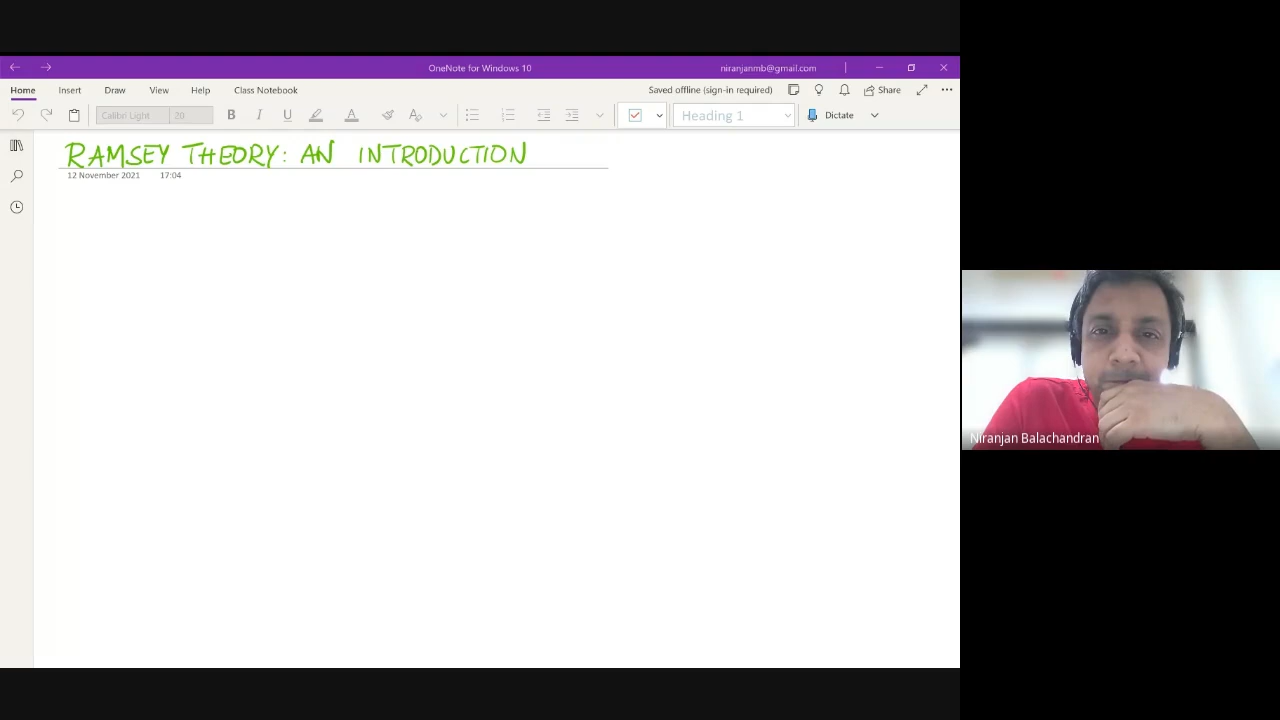 OneNote for Windows 10
niranjanmb@gmail.com
Home Insert Draw View Help Class Notebook
Saved offline (sign-in required) Share
Calibri Light 20 B I U A Heading 1 Dictate
RAMSEY THEORY: AN INTRODUCTION
12 November 2021 17:04
Niranjan Balachandran